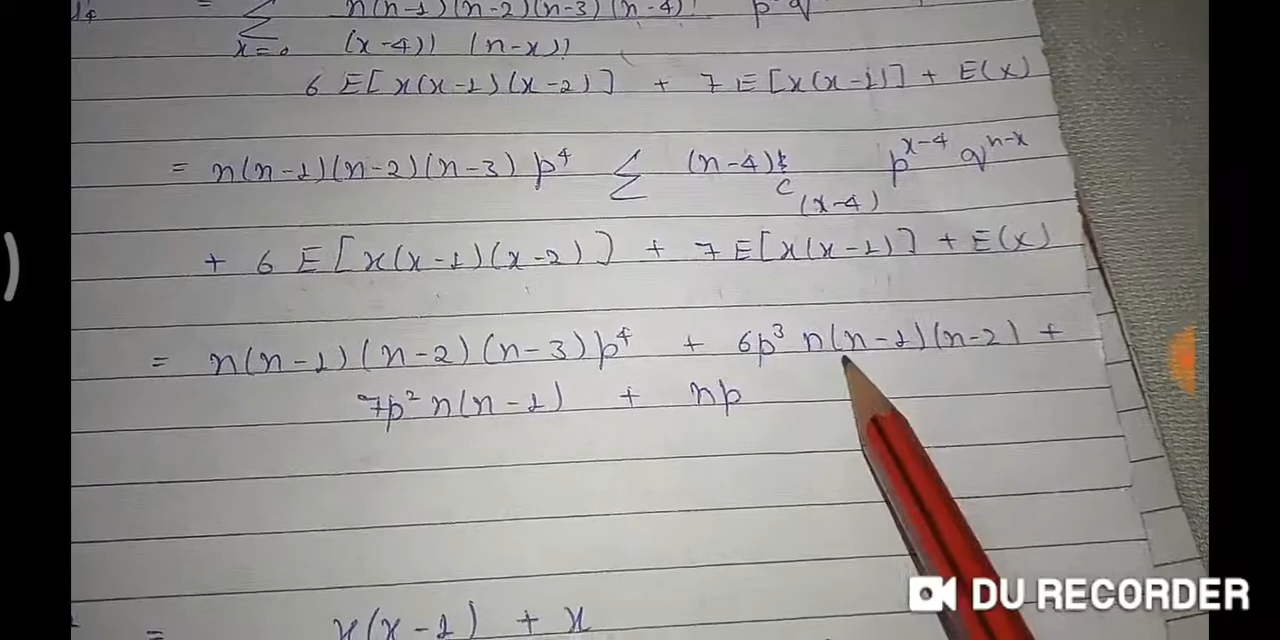 = ∑ n(n-1)(n-2)(n-3)(n-4)!
x=0 (x-4)! (n-x)!
6 E[x(x-1)(x-2)] + 7 E[x(x-1)] + E(x)
= n(n-1)(n-2)(n-3) p⁴ ∑ (n-4) C (x-4) p^{x-4} q^{n-x}
+ 6 E[x(x-1)(x-2)] + 7 E[x(x-1)] + E(x)
= n(n-1)(n-2)(n-3)p⁴ + 6p³ n(n-1)(n-2) +
7p² n(n-1) + np
= x(x-1) + x
DU RECORDER